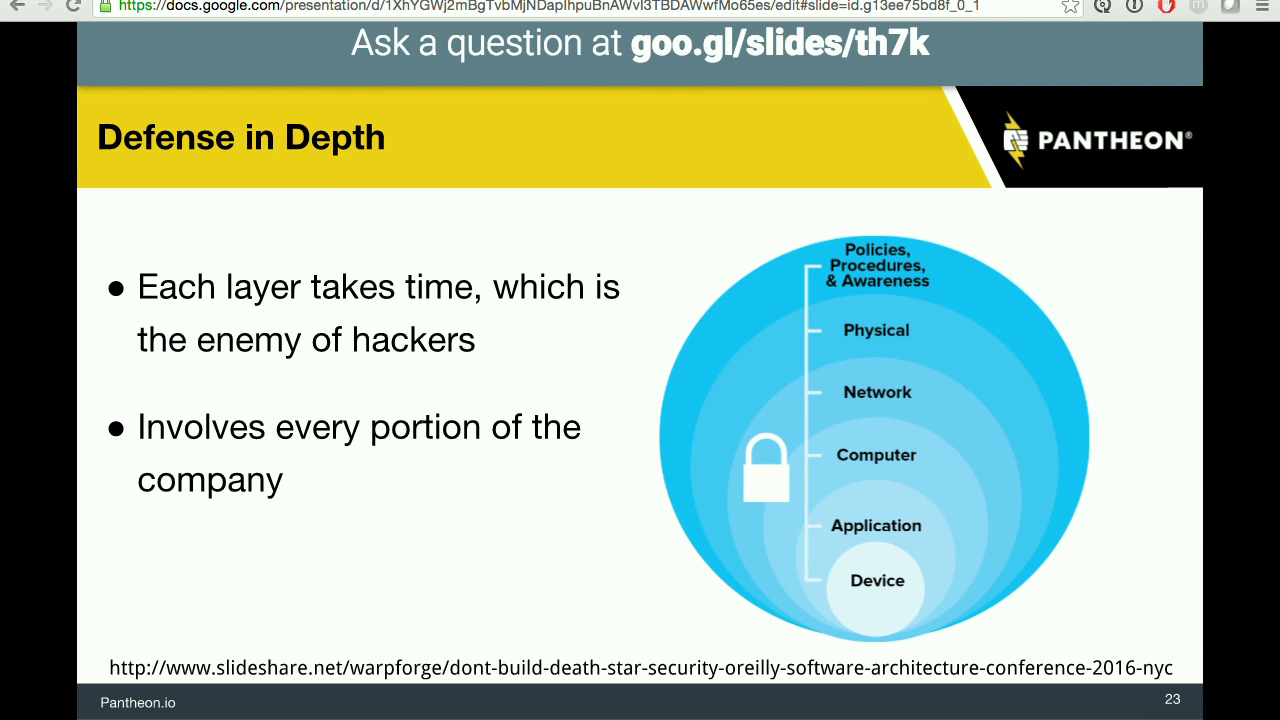 https://docs.google.com/presentation/d/1XhYGWj2mBgTvbMjNDapIhpuBnAWvl3TBDAWwfMo65es/edit#slide=id.g13ee75bd8f_0_1
Ask a question at goo.gl/slides/th7k
Defense in Depth
PANTHEON®
● Each layer takes time, which is
the enemy of hackers
● Involves every portion of the
company
Policies,
Procedures,
& Awareness
Physical
Network
Computer
Application
Device
http://www.slideshare.net/warpforge/dont-build-death-star-security-oreilly-software-architecture-conference-2016-nyc
Pantheon.io
23